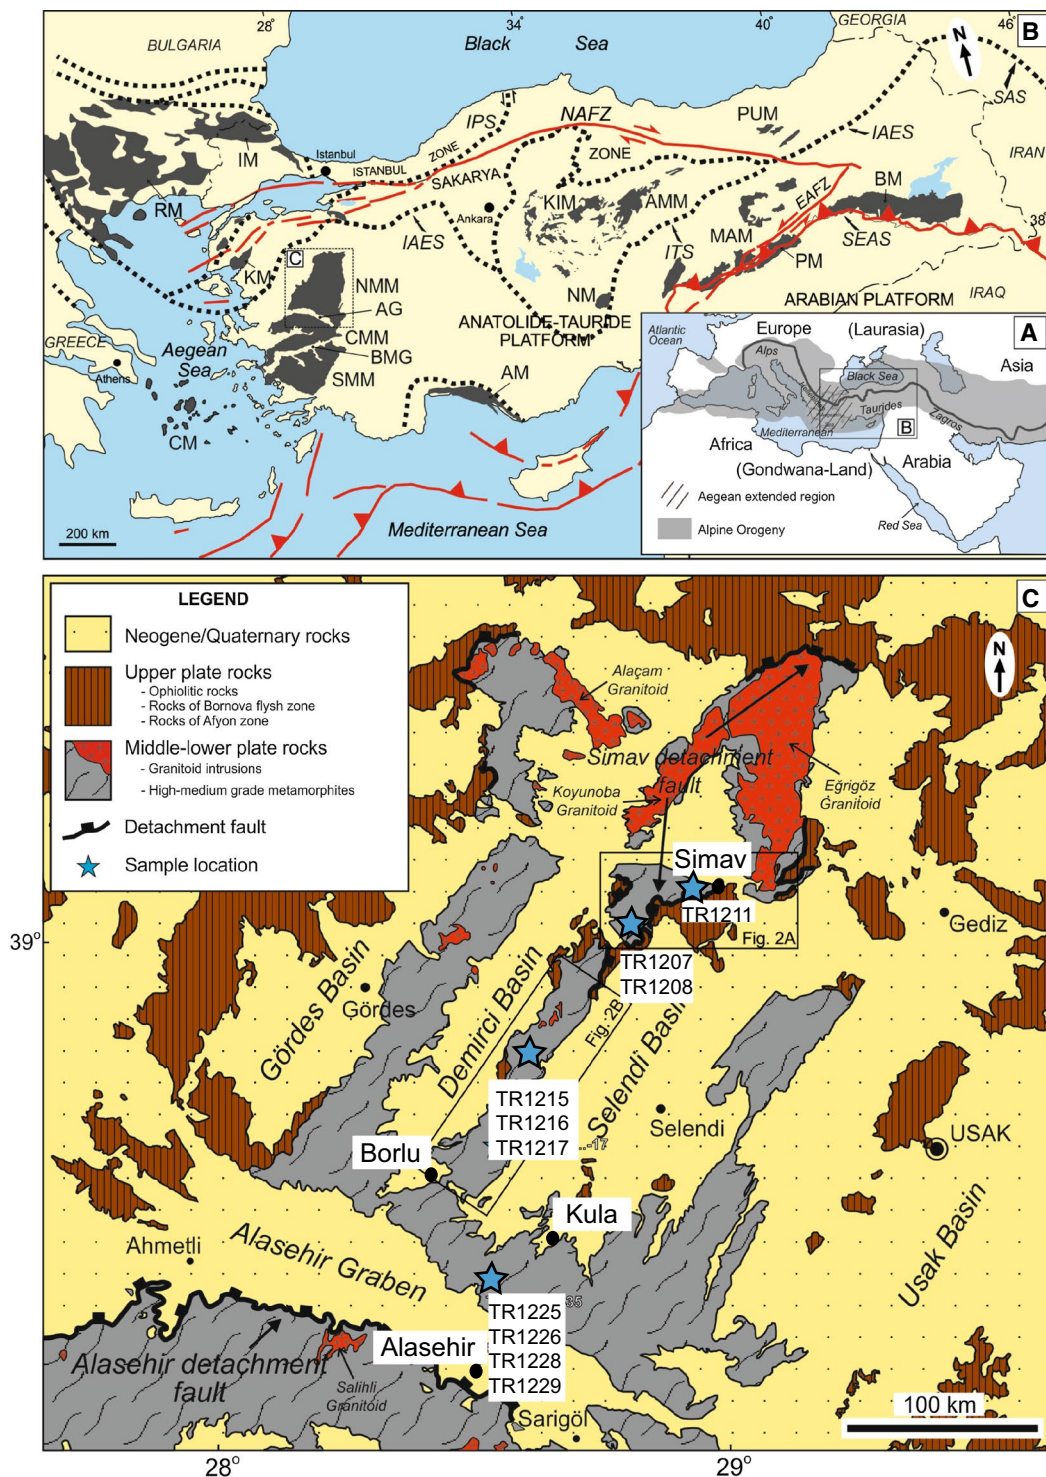 28°
34°
40°
46°
GEORGIA
B
BULGARIA
Black Sea
N
SAS
IPS
NAFZ
PUM
IAES
IM
Istanbul
ZONE
ISTANBUL
ZONE
IRAN
SAKARYA
RM
KIM
AMM
EAFZ
BM
Ankara
38
IAES
MAM
SEAS
ITS
C
KM
PM
NMM
NM
ARABIAN PLATFORM
IRAQ
AG
ANATOLIDE-TAURIDE
PLATFORM
GREECE
Aegean
Sea
CMM
BMG
Athens
SMM
AM
CM
200 km
Mediterranean Sea
A
Atlantic
Ocean
Europe
(Laurasia)
Alps
Asia
Black Sea
Hellenides
Taurides
Zagros
B
Mediterranean
Africa
Arabia
(Gondwana-Land)
Aegean extended region
Red Sea
Alpine Orogeny
C
LEGEND
Neogene/Quaternary rocks
Upper plate rocks
- Ophiolitic rocks
- Rocks of Bornova flysh zone
- Rocks of Afyon zone
Middle-lower plate rocks
- Granitoid intrusions
- High-medium grade metamorphites
Detachment fault
Sample location
N
Alaçam
Granitoid
Simav detachment
fault
Koyunoba
Granitoid
Eğrigöz
Granitoid
Simav
TR1211
Gediz
Fig. 2A
39°
TR1207
TR1208
Gördes Basin
Gördes
Demirci Basin
Fig. 2B
Selendi Basin
TR1215
TR1216
TR1217
..-17
Selendi
USAK
Borlu
Kula
Ahmetli
Alasehir Graben
Usak Basin
35
TR1225
TR1226
TR1228
TR1229
Alasehir
Alasehir detachment
fault
Salihli
Granitoid
Sarigöl
100 km
28°
29°